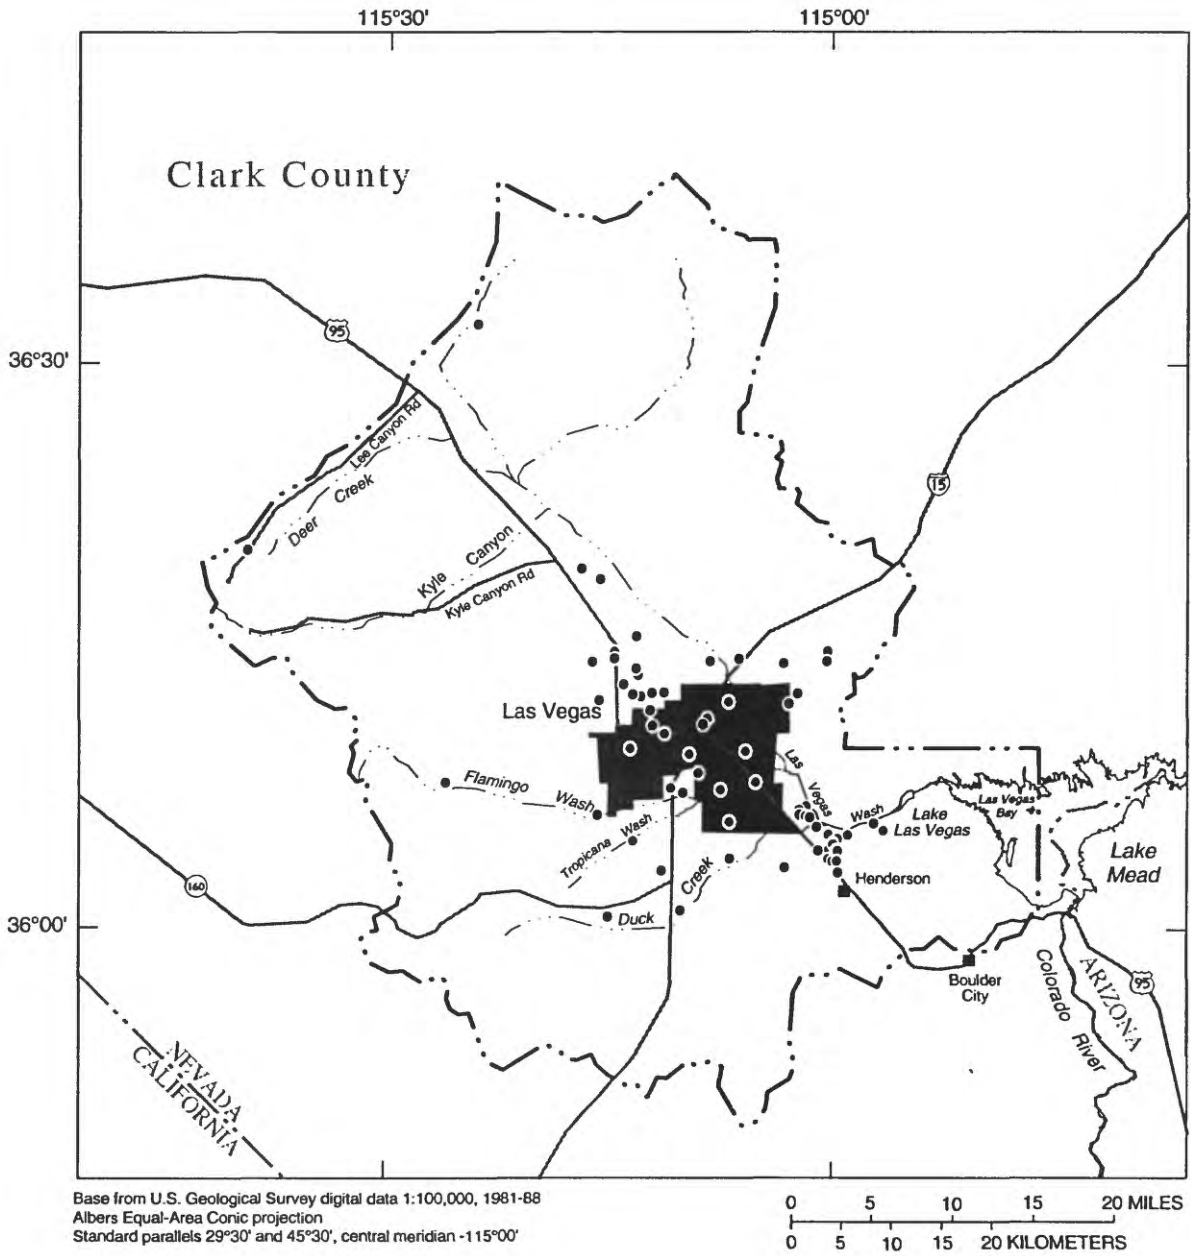 115°30' 115°00'
Clark County
95
36°30'
Lee Canyon Rd
15
Deer Creek
Kyle Canyon
Kyle Canyon Rd
Las Vegas
Las Vegas Wash
Flamingo Wash
Las Vegas Bay
Lake Las Vegas
Tropicana Wash
Lake Mead
160
Creek
Henderson
36°00'
Duck
Boulder City
Colorado River
ARIZONA
95
NEVADA
CALIFORNIA
Base from U.S. Geological Survey digital data 1:100,000, 1981-88
Albers Equal-Area Conic projection
Standard parallels 29°30' and 45°30', central meridian -115°00'
0 5 10 15 20 MILES
0 5 10 15 20 KILOMETERS